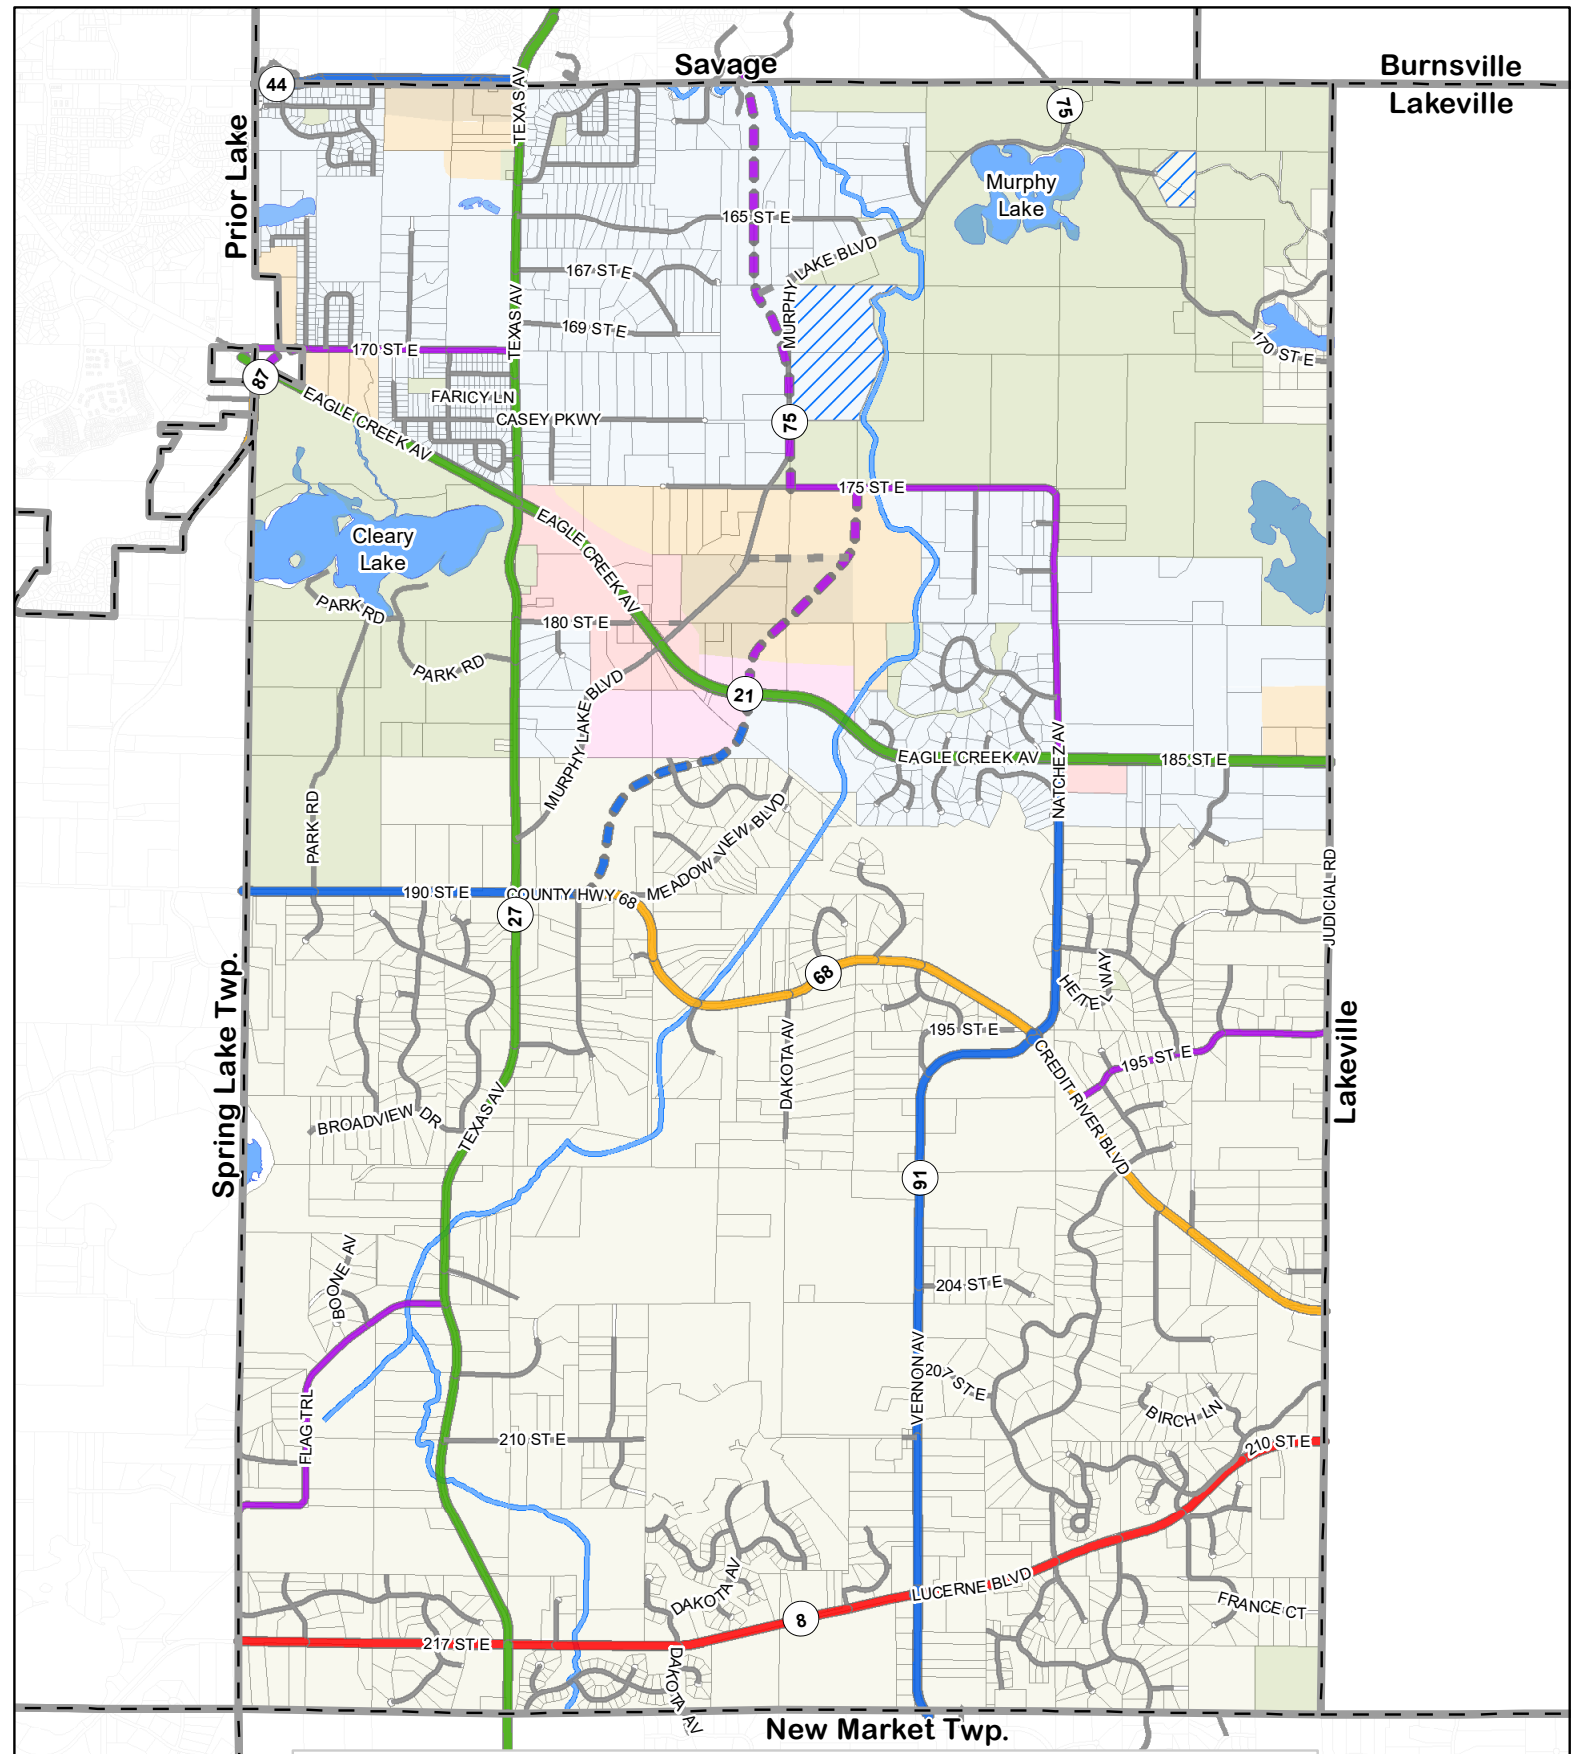 Savage
Burnsville
Lakeville
44
TEXAS AV
75
Prior Lake
Murphy
Lake
165 ST E
MURPHY LAKE BLVD
167 ST E
TEXAS AV
169 ST E
170 ST E
170 ST E
87
FARICY LN
EAGLE CREEK AV
CASEY PKWY
75
175 ST E
EAGLE CREEK AV
Cleary
Lake
PARK RD
180 ST E
PARK RD
MURPHY LAKE BLVD
21
NATCHEZ AV
EAGLE CREEK AV
185 ST E
PARK RD
MEADOW VIEW BLVD
190 ST E
COUNTY HWY 68
27
JUDICIAL RD
Spring Lake Twp.
68
HEITEL WAY
Lakeville
195 ST E
DAKOTA AV
CREDIT RIVER BLVD
195 ST E
BROADVIEW DR
TEXAS AV
91
BOONE AV
204 ST E
VERNON AV
207 ST E
FLAG TRL
BIRCH LN
210 ST E
210 ST E
DAKOTA AV
LUCERNE BLVD
FRANCE CT
8
217 ST E
DAKOTA AV
New Market Twp.